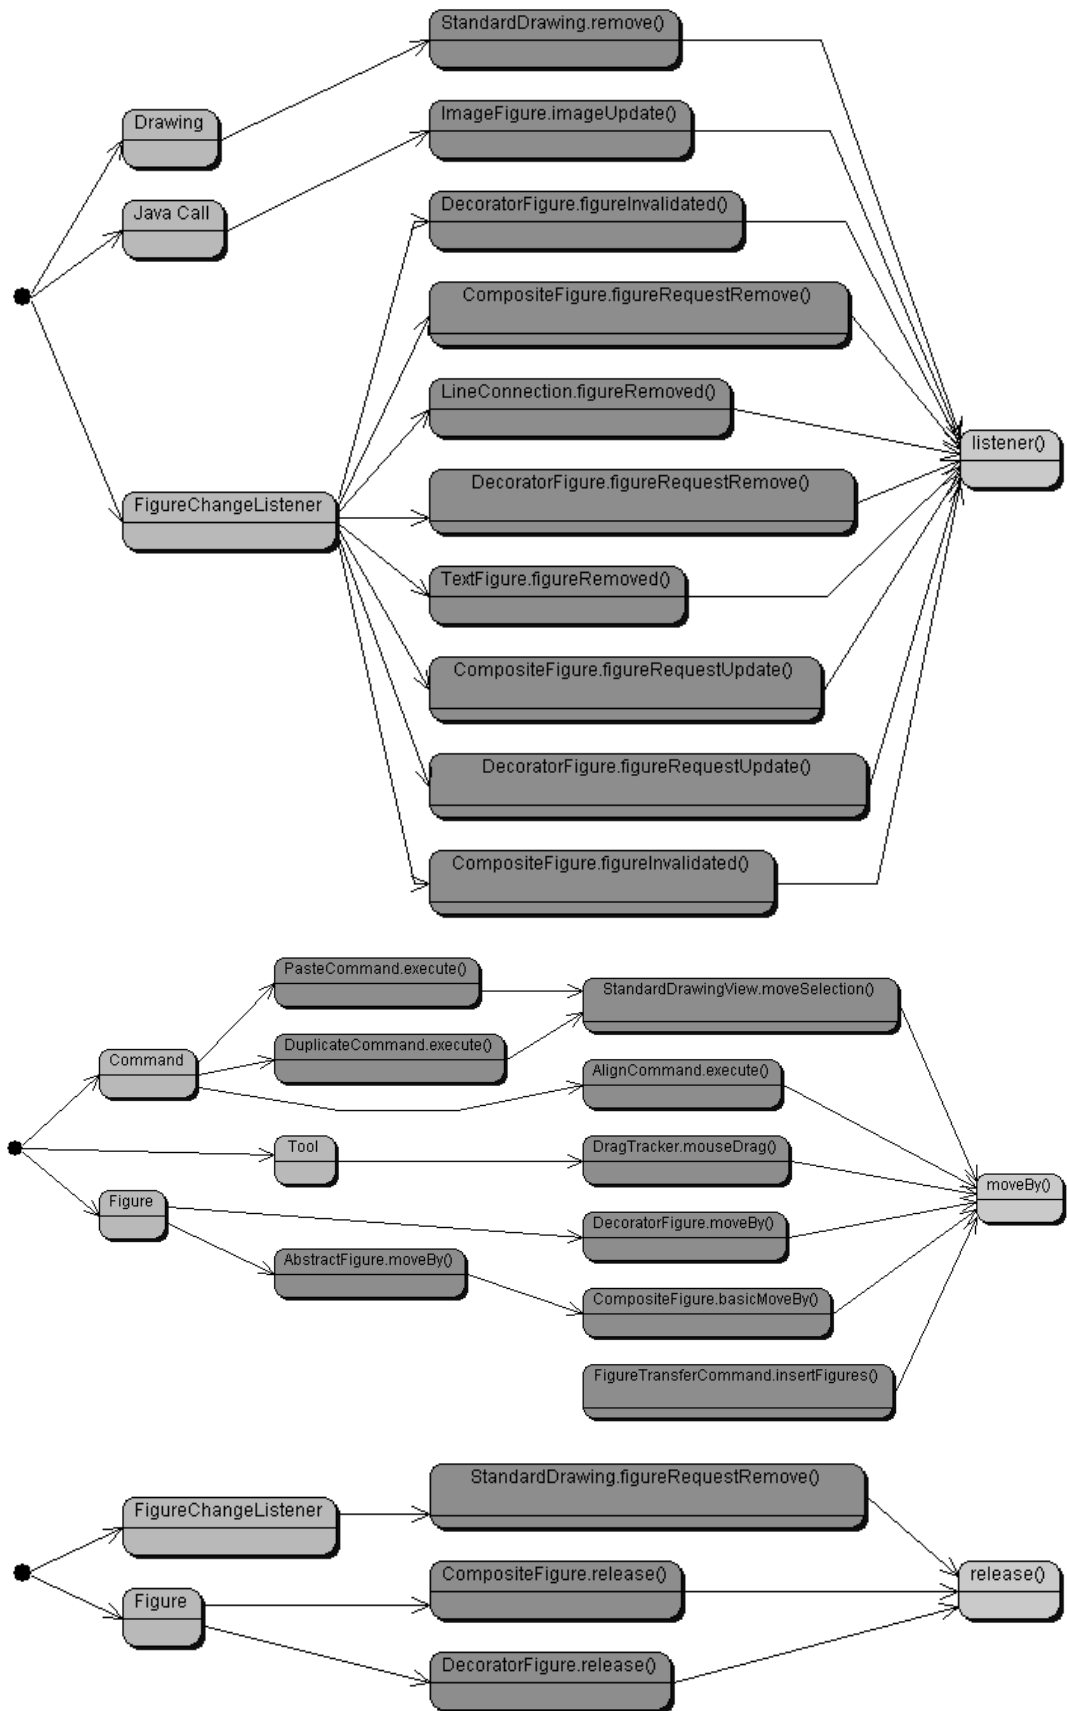 StandardDrawing.remove()
ImageFigure.imageUpdate()
Drawing
Java Call
DecoratorFigure.figureInvalidated()
CompositeFigure.figureRequestRemove()
LineConnection.figureRemoved()
listener()
DecoratorFigure.figureRequestRemove()
FigureChangeListener
TextFigure.figureRemoved()
CompositeFigure.figureRequestUpdate()
DecoratorFigure.figureRequestUpdate()
CompositeFigure.figureInvalidated()
PasteCommand.execute()
StandardDrawingView.moveSelection()
DuplicateCommand.execute()
Command
AlignCommand.execute()
Tool
DragTracker.mouseDrag()
moveBy()
Figure
DecoratorFigure.moveBy()
AbstractFigure.moveBy()
CompositeFigure.basicMoveBy()
FigureTransferCommand.insertFigures()
StandardDrawing.figureRequestRemove()
FigureChangeListener
CompositeFigure.release()
release()
Figure
DecoratorFigure.release()